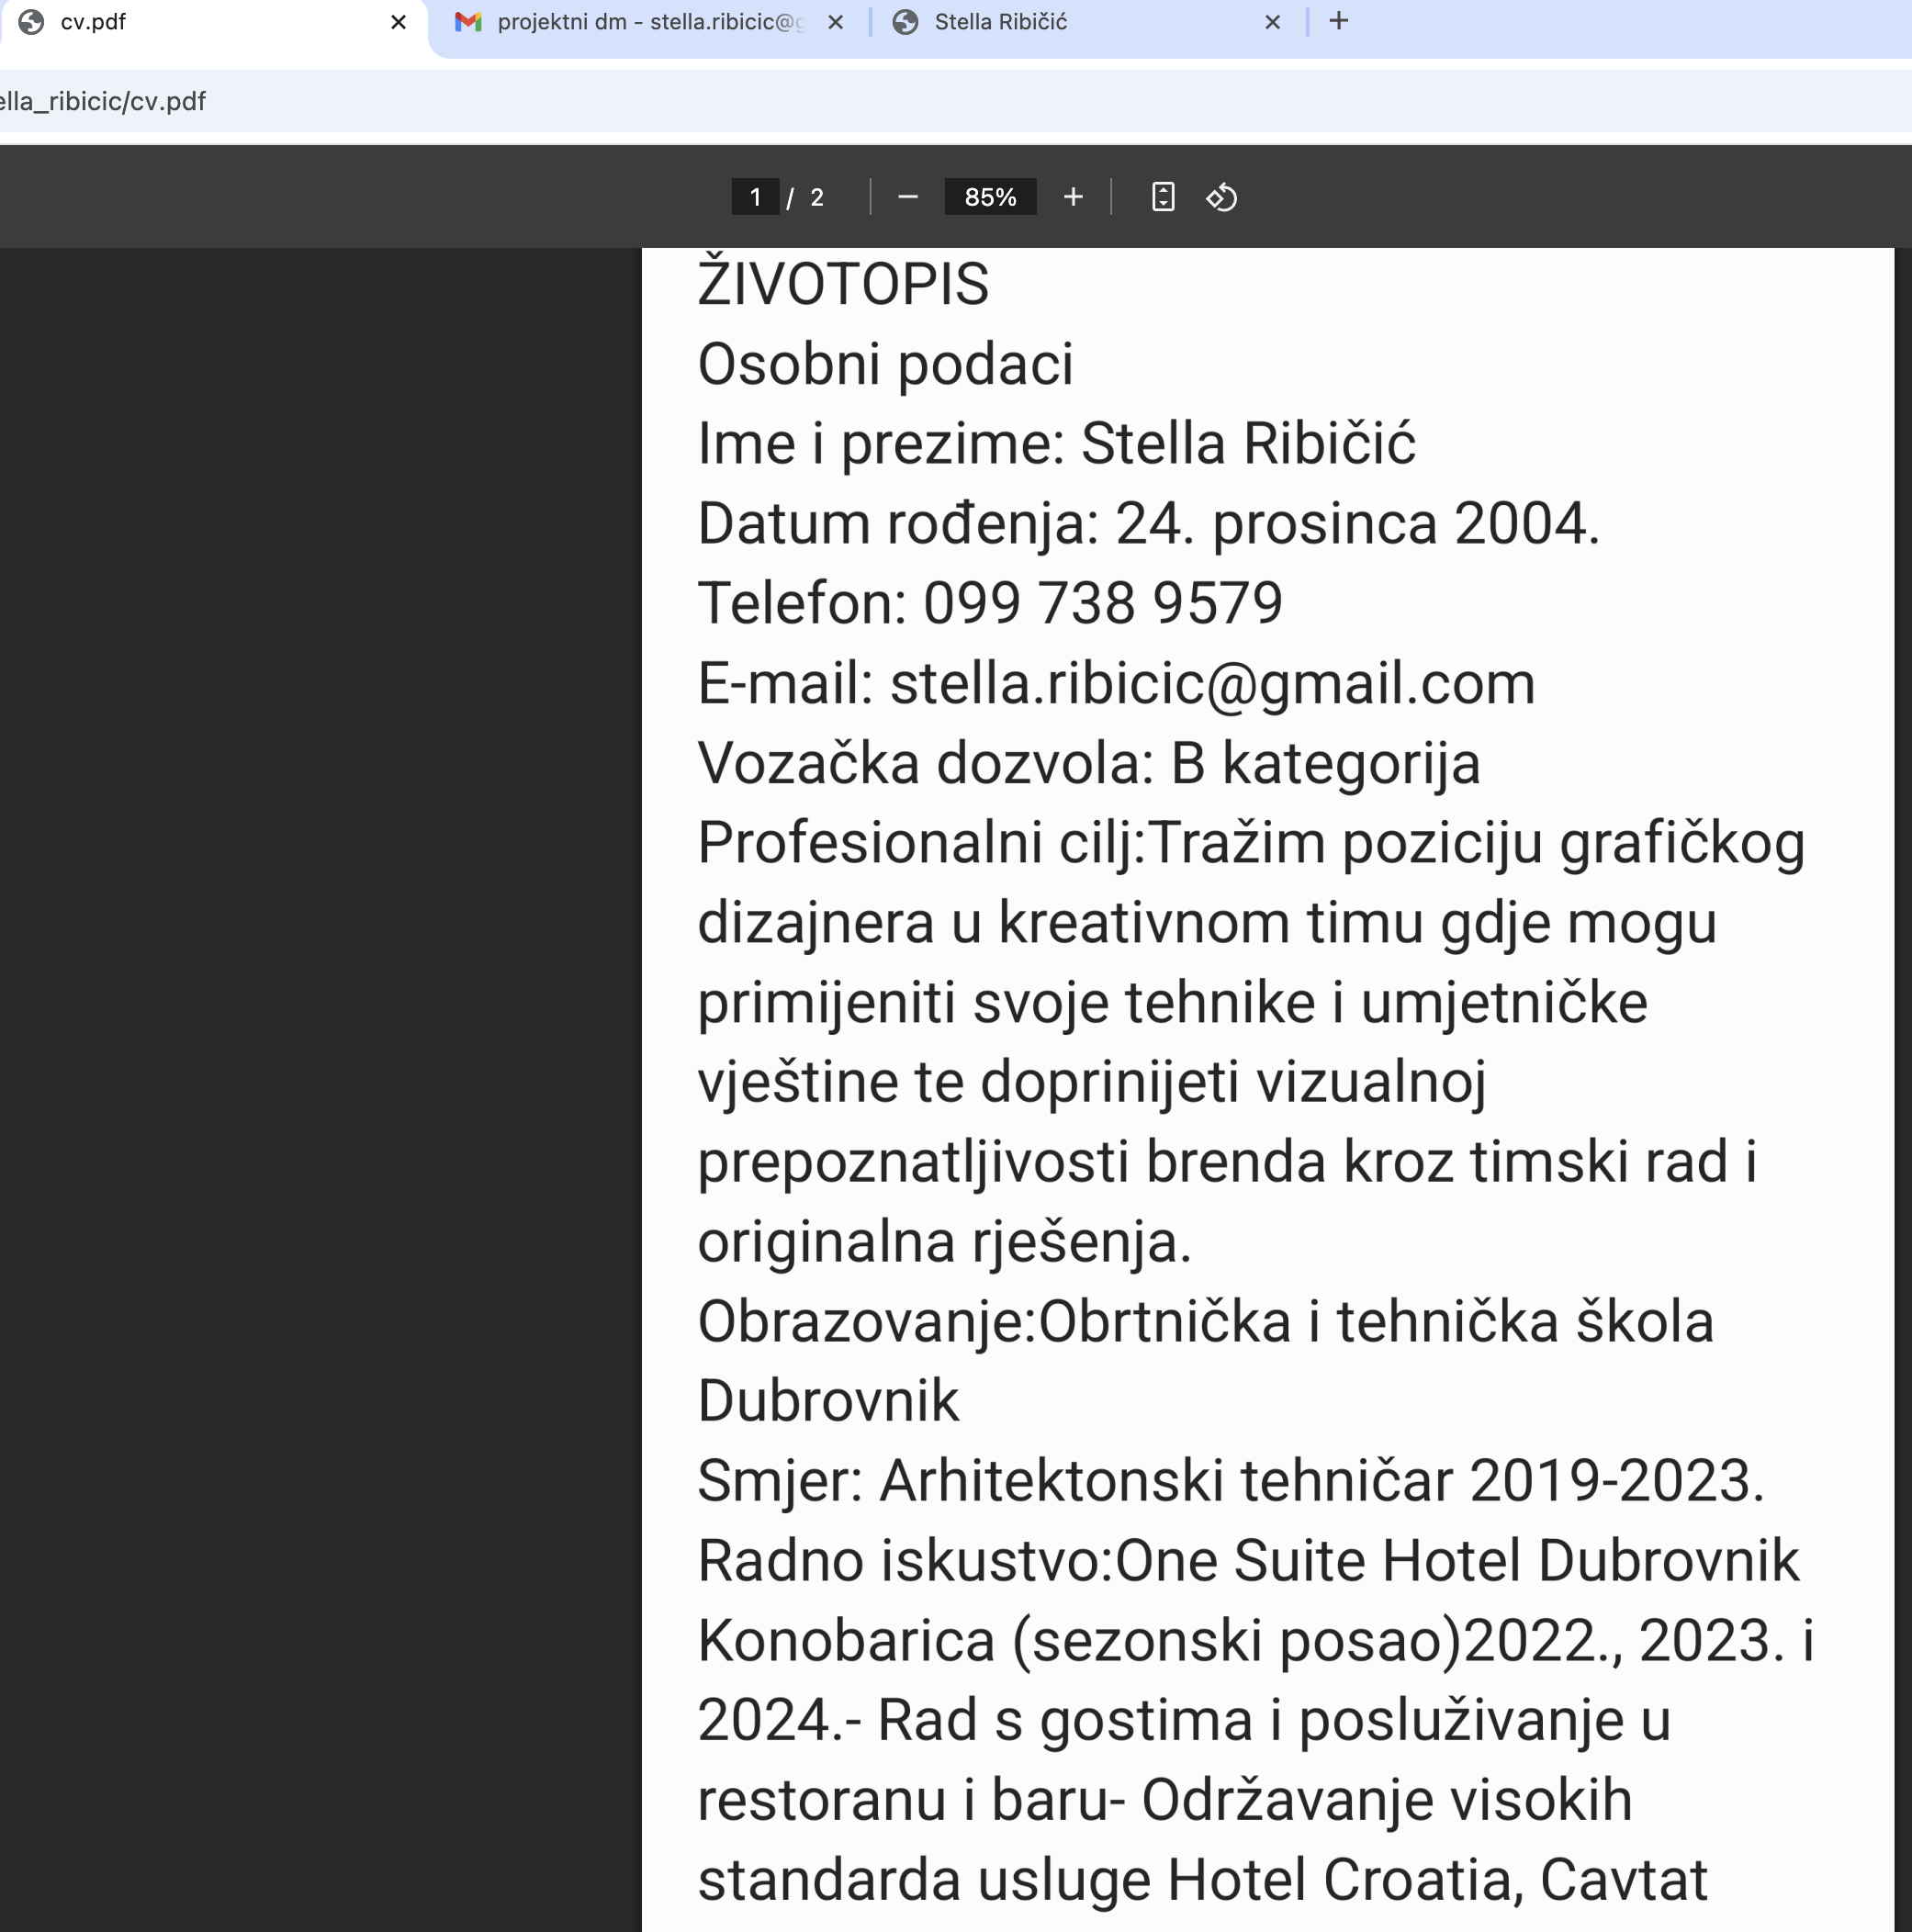 cv.pdf
projektni dm - stella.ribicic@g
Stella Ribičić
ella_ribicic/cv.pdf
1 / 2
85%
ŽIVOTOPIS
Osobni podaci
Ime i prezime: Stella Ribičić
Datum rođenja: 24. prosinca 2004.
Telefon: 099 738 9579
E-mail: stella.ribicic@gmail.com
Vozačka dozvola: B kategorija
Profesionalni cilj:Tražim poziciju grafičkog
dizajnera u kreativnom timu gdje mogu
primijeniti svoje tehnike i umjetničke
vještine te doprinijeti vizualnoj
prepoznatljivosti brenda kroz timski rad i
originalna rješenja.
Obrazovanje:Obrtnička i tehnička škola
Dubrovnik
Smjer: Arhitektonski tehničar 2019-2023.
Radno iskustvo:One Suite Hotel Dubrovnik
Konobarica (sezonski posao)2022., 2023. i
2024.- Rad s gostima i posluživanje u
restoranu i baru- Održavanje visokih
standarda usluge Hotel Croatia, Cavtat